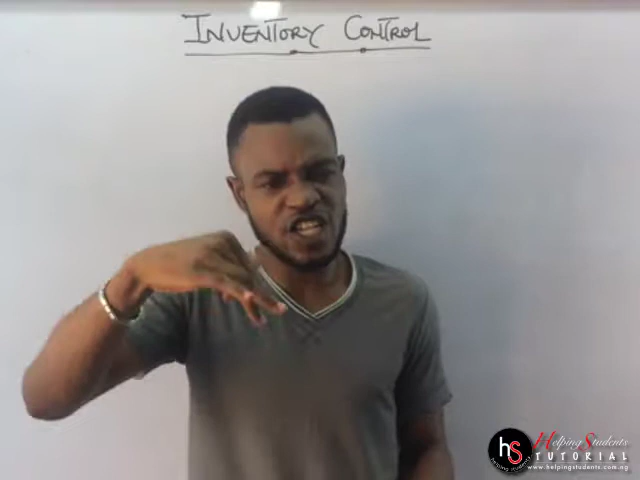 INVENTORY CONTROL
hs
Helping Students
TUTORIAL
www.helpingstudents.com.ng